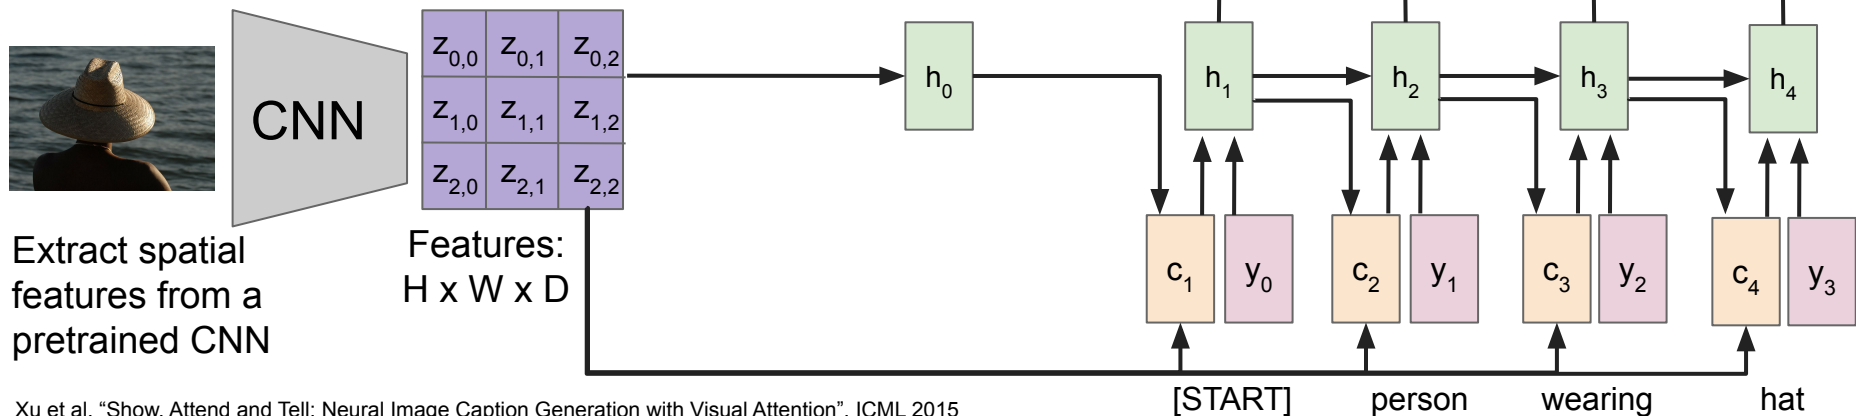 CNN
z0,0 z0,1 z0,2
z1,0 z1,1 z1,2
z2,0 z2,1 z2,2
h0
h1
h2
h3
h4
Extract spatial
features from a
pretrained CNN
Features:
H x W x D
c1 y0
c2 y1
c3 y2
c4 y3
[START] person wearing hat
Xu et al, “Show, Attend and Tell: Neural Image Caption Generation with Visual Attention”, ICML 2015